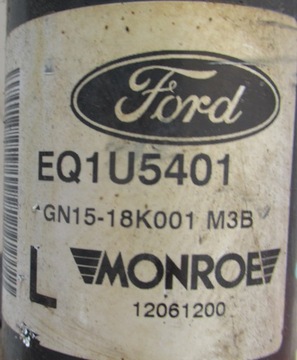 Ford
EQ1U5401
GN15-18K001 M3B
L MONROE
12061200